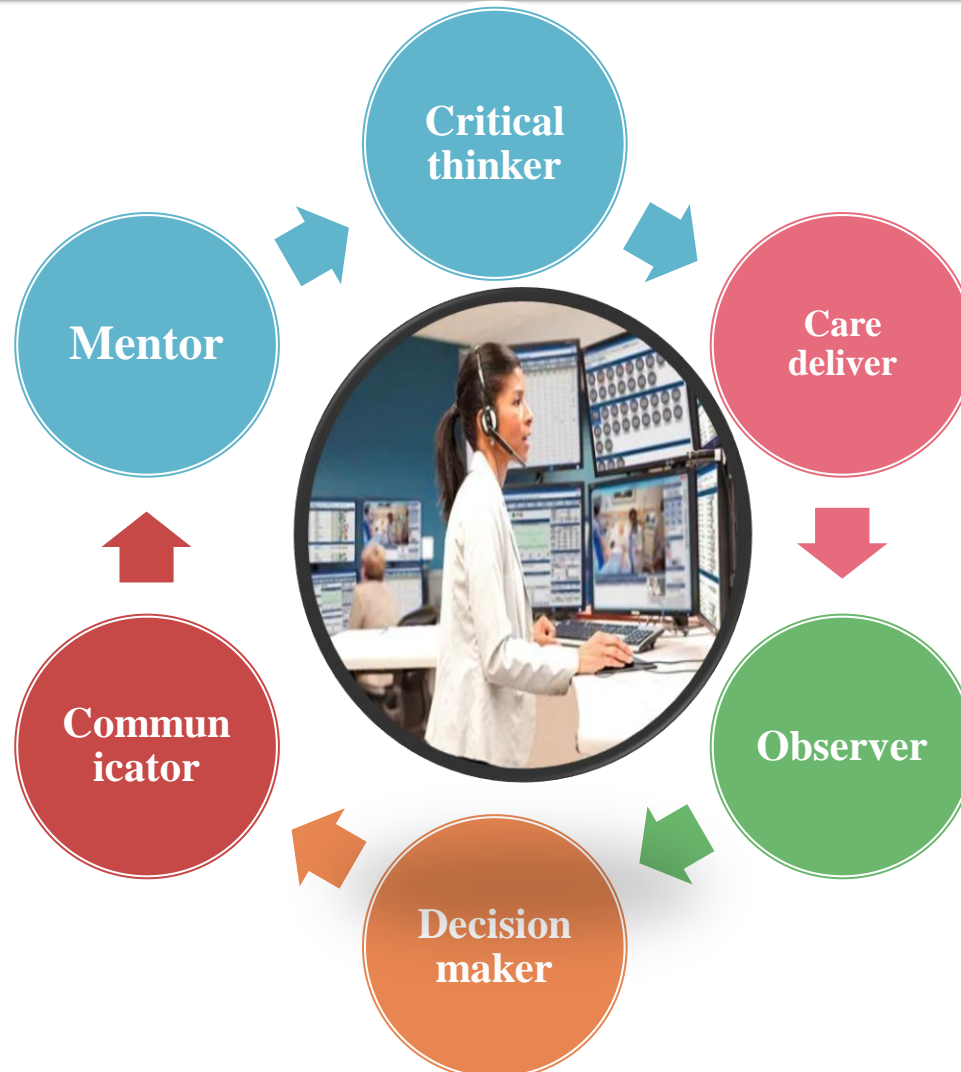 Critical
thinker
Care
deliver
Observer
Decision
maker
Commun
icator
Mentor